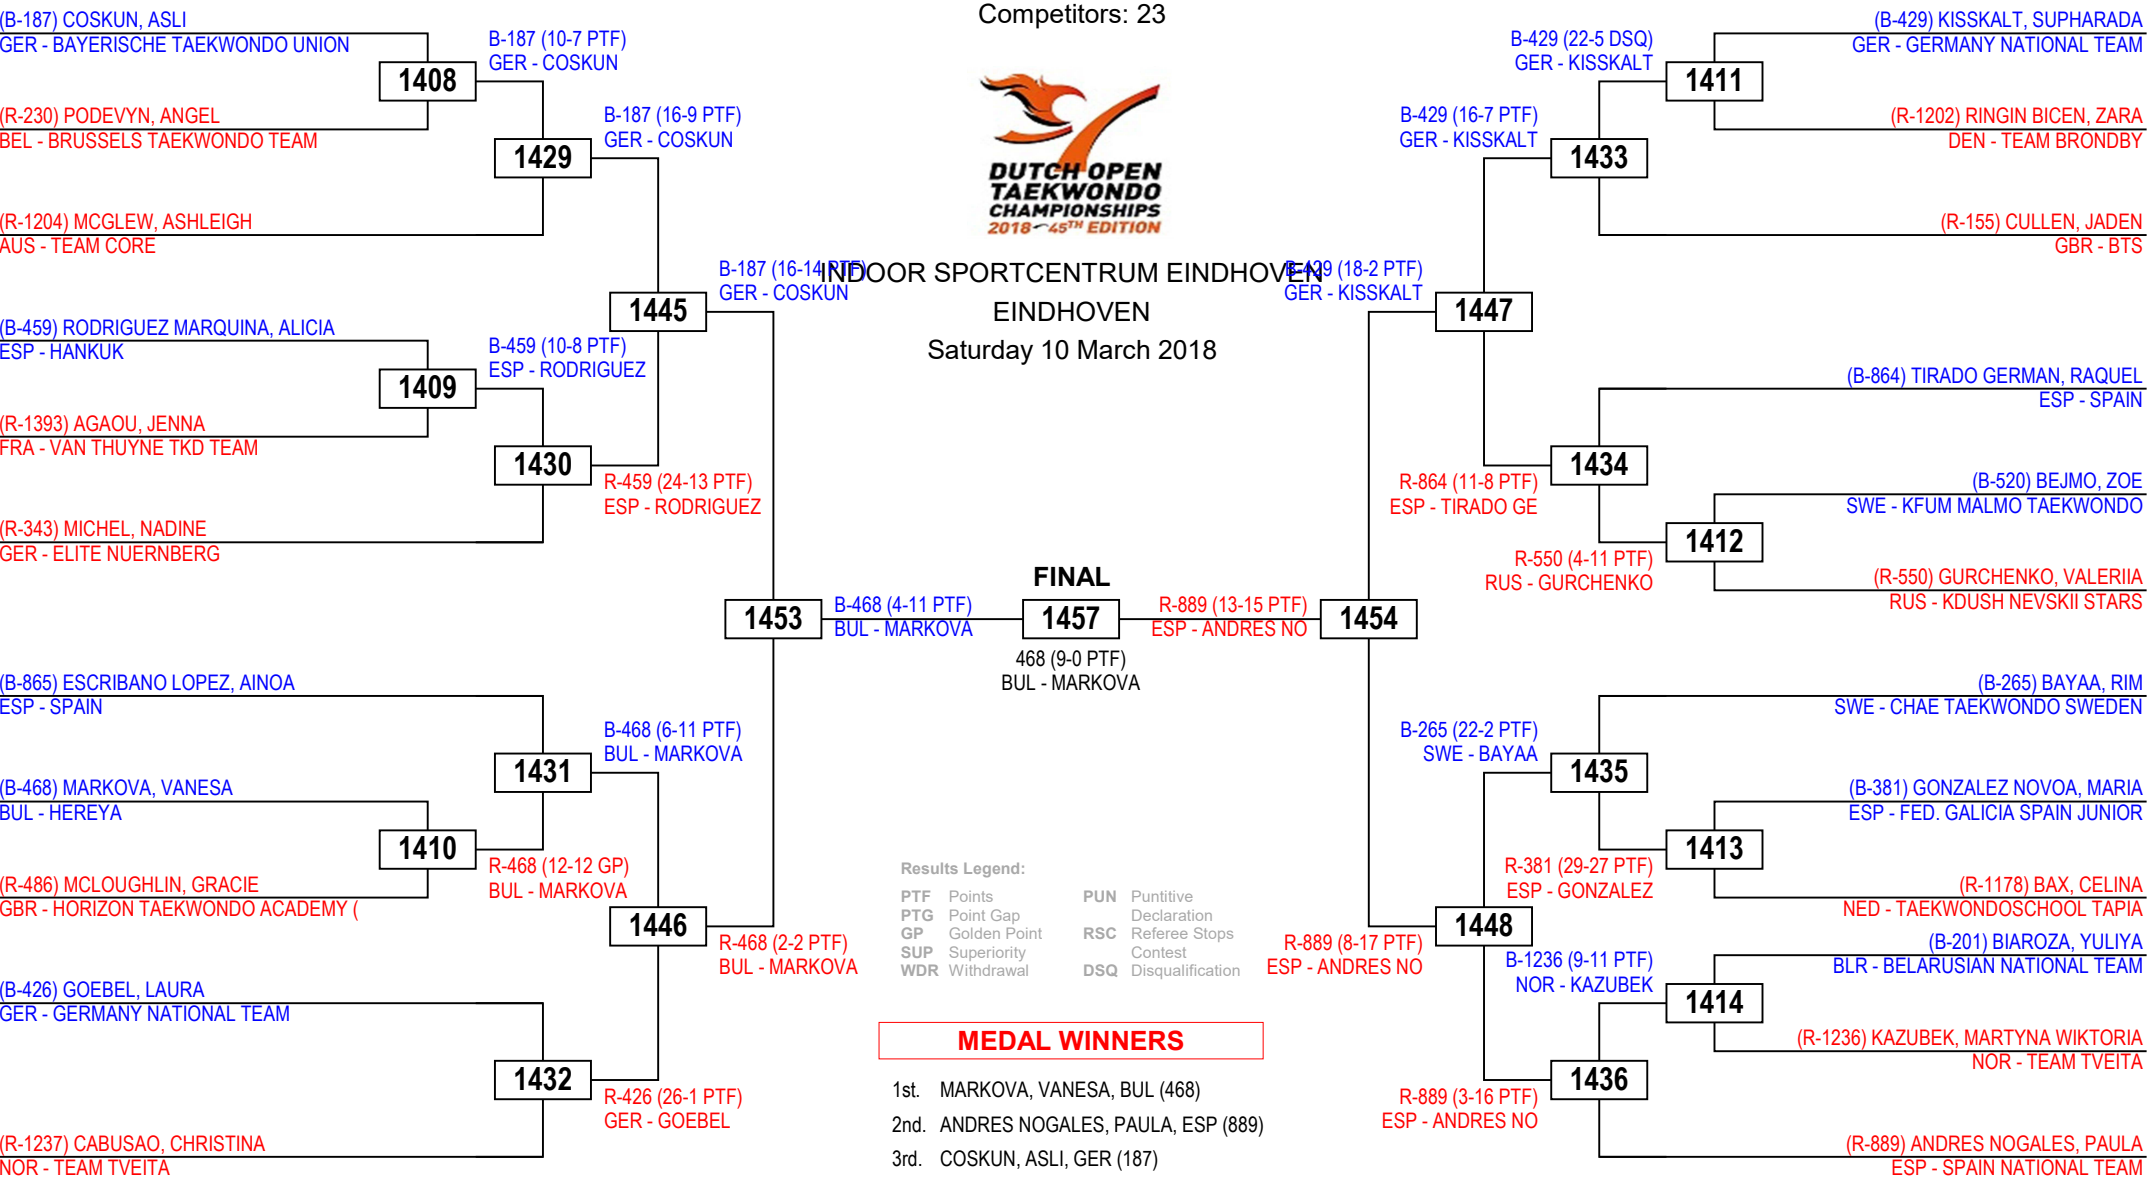 Competitors: 23
(B-187) COSKUN, ASLI
GER - BAYERISCHE TAEKWONDO UNION
1408
(R-230) PODEVYN, ANGEL
BEL - BRUSSELS TAEKWONDO TEAM
B-187 (10-7 PTF)
GER - COSKUN
1429
(R-1204) MCGLEW, ASHLEIGH
AUS - TEAM CORE
B-187 (16-9 PTF)
GER - COSKUN
1445
(B-459) RODRIGUEZ MARQUINA, ALICIA
ESP - HANKUK
1409
(R-1393) AGAOU, JENNA
FRA - VAN THUYNE TKD TEAM
B-459 (10-8 PTF)
ESP - RODRIGUEZ
1430
(R-343) MICHEL, NADINE
GER - ELITE NUERNBERG
R-459 (24-13 PTF)
ESP - RODRIGUEZ
B-187 (16-14 PTF)
GER - COSKUN
1453
(B-865) ESCRIBANO LOPEZ, AINOA
ESP - SPAIN
1431
(B-468) MARKOVA, VANESA
BUL - HEREYA
1410
(R-486) MCLOUGHLIN, GRACIE
GBR - HORIZON TAEKWONDO ACADEMY (
R-468 (12-12 GP)
BUL - MARKOVA
B-468 (6-11 PTF)
BUL - MARKOVA
1446
(B-426) GOEBEL, LAURA
GER - GERMANY NATIONAL TEAM
1432
(R-1237) CABUSAO, CHRISTINA
NOR - TEAM TVEITA
R-426 (26-1 PTF)
GER - GOEBEL
R-468 (2-2 PTF)
BUL - MARKOVA
B-468 (4-11 PTF)
BUL - MARKOVA
DUTCH OPEN
TAEKWONDO
CHAMPIONSHIPS
2018 45TH EDITION
INDOOR SPORTCENTRUM EINDHOVEN
EINDHOVEN
Saturday 10 March 2018
FINAL
1457
468 (9-0 PTF)
BUL - MARKOVA
R-889 (13-15 PTF)
ESP - ANDRES NO
1454
(B-429) KISSKALT, SUPHARADA
GER - GERMANY NATIONAL TEAM
B-429 (22-5 DSQ)
GER - KISSKALT
1411
(R-1202) RINGIN BICEN, ZARA
DEN - TEAM BRONDBY
B-429 (16-7 PTF)
GER - KISSKALT
1433
(R-155) CULLEN, JADEN
GBR - BTS
B-429 (18-2 PTF)
GER - KISSKALT
1447
(B-864) TIRADO GERMAN, RAQUEL
ESP - SPAIN
1434
R-864 (11-8 PTF)
ESP - TIRADO GE
(B-520) BEJMO, ZOE
SWE - KFUM MALMO TAEKWONDO
1412
R-550 (4-11 PTF)
RUS - GURCHENKO
(R-550) GURCHENKO, VALERIIA
RUS - KDUSH NEVSKII STARS
(B-265) BAYAA, RIM
SWE - CHAE TAEKWONDO SWEDEN
B-265 (22-2 PTF)
SWE - BAYAA
1435
(B-381) GONZALEZ NOVOA, MARIA
ESP - FED. GALICIA SPAIN JUNIOR
1413
R-381 (29-27 PTF)
ESP - GONZALEZ
(R-1178) BAX, CELINA
NED - TAEKWONDOSCHOOL TAPIA
1448
R-889 (8-17 PTF)
ESP - ANDRES NO
(B-201) BIAROZA, YULIYA
BLR - BELARUSIAN NATIONAL TEAM
B-1236 (9-11 PTF)
NOR - KAZUBEK
1414
(R-1236) KAZUBEK, MARTYNA WIKTORIA
NOR - TEAM TVEITA
1436
R-889 (3-16 PTF)
ESP - ANDRES NO
(R-889) ANDRES NOGALES, PAULA
ESP - SPAIN NATIONAL TEAM
Results Legend:
PTF Points
PTG Point Gap
GP Golden Point
SUP Superiority
WDR Withdrawal
PUN Puntitive
Declaration
RSC Referee Stops
Contest
DSQ Disqualification
MEDAL WINNERS
1st. MARKOVA, VANESA, BUL (468)
2nd. ANDRES NOGALES, PAULA, ESP (889)
3rd. COSKUN, ASLI, GER (187)